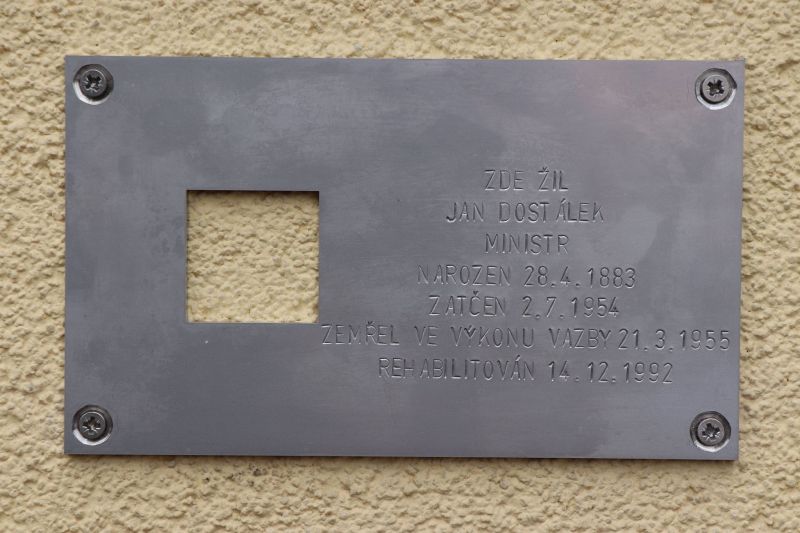 ZDE ŽIL
JAN DOSTÁLEK
MINISTR
NAROZEN 28.4.1883
ZATČEN 2.7.1954
ZEMŘEL VE VÝKONU VAZBY 21.3.1955
REHABILITOVÁN 14.12.1992